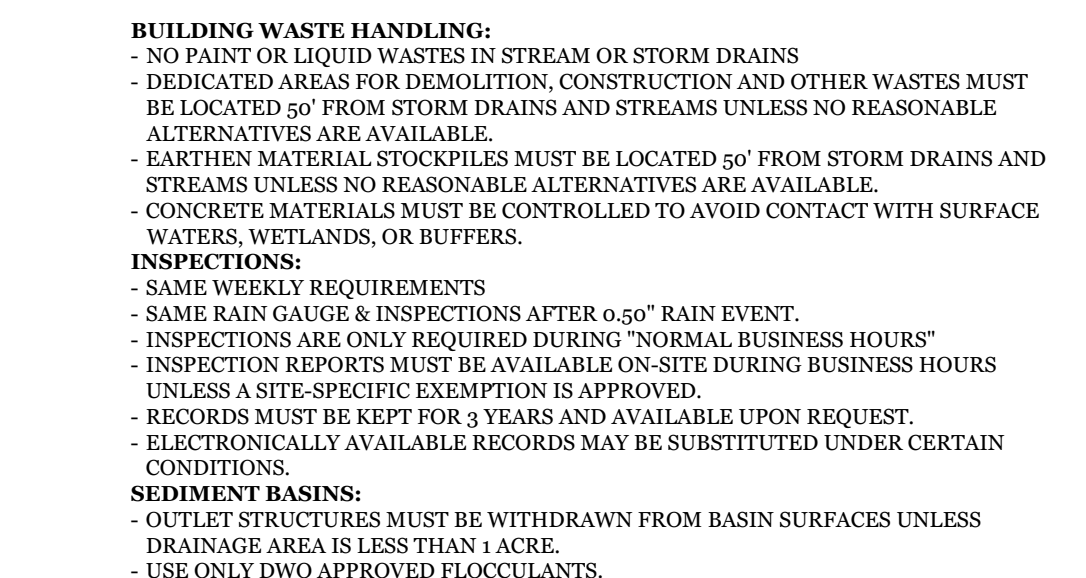 BUILDING WASTE HANDLING:
- NO PAINT OR LIQUID WASTES IN STREAM OR STORM DRAINS
- DEDICATED AREAS FOR DEMOLITION, CONSTRUCTION AND OTHER WASTES MUST
BE LOCATED 50' FROM STORM DRAINS AND STREAMS UNLESS NO REASONABLE
ALTERNATIVES ARE AVAILABLE.
- EARTHEN MATERIAL STOCKPILES MUST BE LOCATED 50' FROM STORM DRAINS AND
STREAMS UNLESS NO REASONABLE ALTERNATIVES ARE AVAILABLE.
- CONCRETE MATERIALS MUST BE CONTROLLED TO AVOID CONTACT WITH SURFACE
WATERS, WETLANDS, OR BUFFERS.
INSPECTIONS:
- SAME WEEKLY REQUIREMENTS
- SAME RAIN GAUGE & INSPECTIONS AFTER 0.50" RAIN EVENT.
- INSPECTIONS ARE ONLY REQUIRED DURING "NORMAL BUSINESS HOURS"
- INSPECTION REPORTS MUST BE AVAILABLE ON-SITE DURING BUSINESS HOURS
UNLESS A SITE-SPECIFIC EXEMPTION IS APPROVED.
- RECORDS MUST BE KEPT FOR 3 YEARS AND AVAILABLE UPON REQUEST.
- ELECTRONICALLY AVAILABLE RECORDS MAY BE SUBSTITUTED UNDER CERTAIN
CONDITIONS.
SEDIMENT BASINS:
- OUTLET STRUCTURES MUST BE WITHDRAWN FROM BASIN SURFACES UNLESS
DRAINAGE AREA IS LESS THAN 1 ACRE.
- USE ONLY DWQ APPROVED FLOCCULANTS.